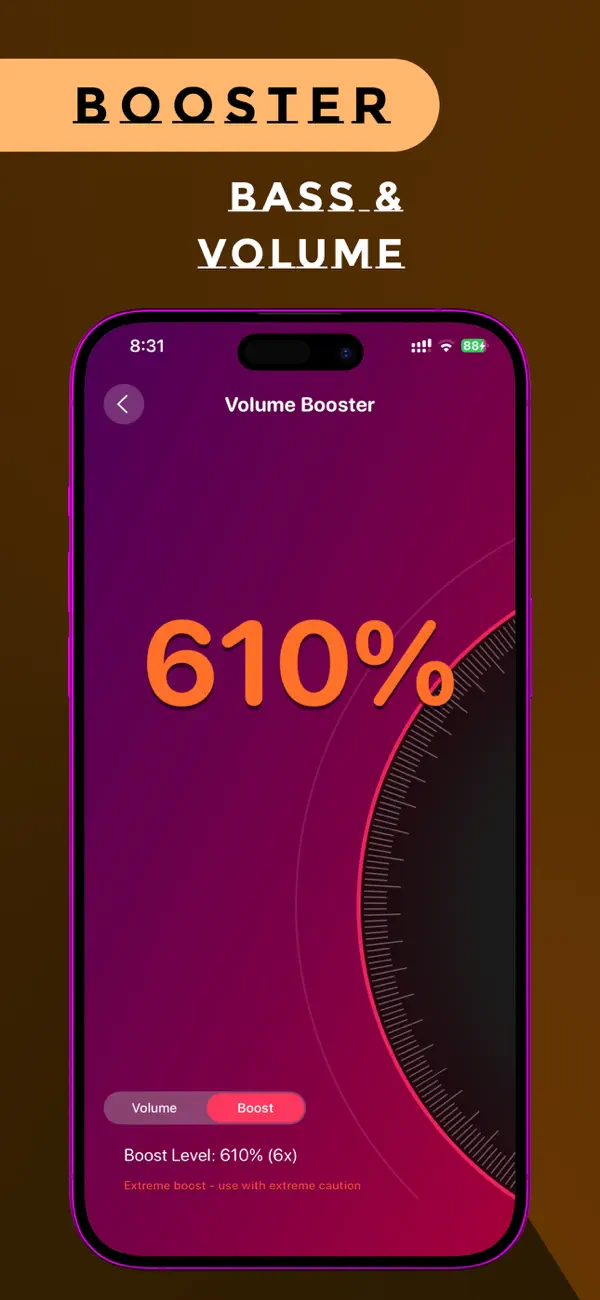 BOOSTER
BASS &
VOLUME
8:31
88
Volume Booster
610%
Volume
Boost
Boost Level: 610% (6x)
Extreme boost - use with extreme caution